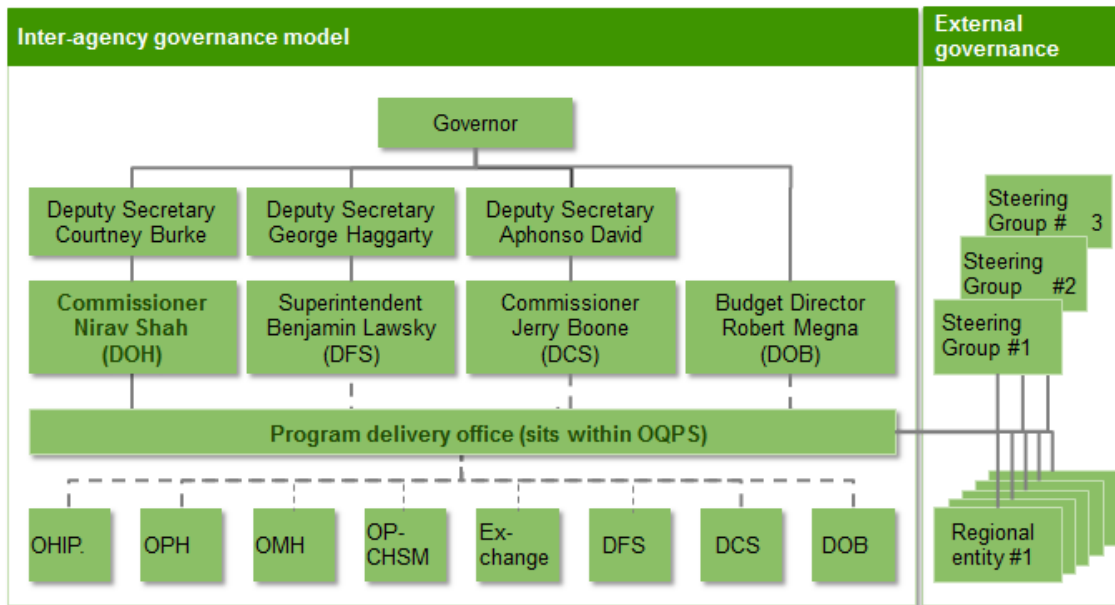 Inter-agency governance model
External
governance
Governor
Deputy Secretary
Courtney Burke
Deputy Secretary
George Haggarty
Deputy Secretary
Aphonso David
Commissioner
Nirav Shah
(DOH)
Superintendent
Benjamin Lawsky
(DFS)
Commissioner
Jerry Boone
(DCS)
Budget Director
Robert Megna
(DOB)
Program delivery office (sits within OQPS)
OHIP.
OPH
OMH
OP-
CHSM
Ex-
change
DFS
DCS
DOB
Steering
Group # 3
Steering
Group #2
Steering
Group #1
Regional
entity #1